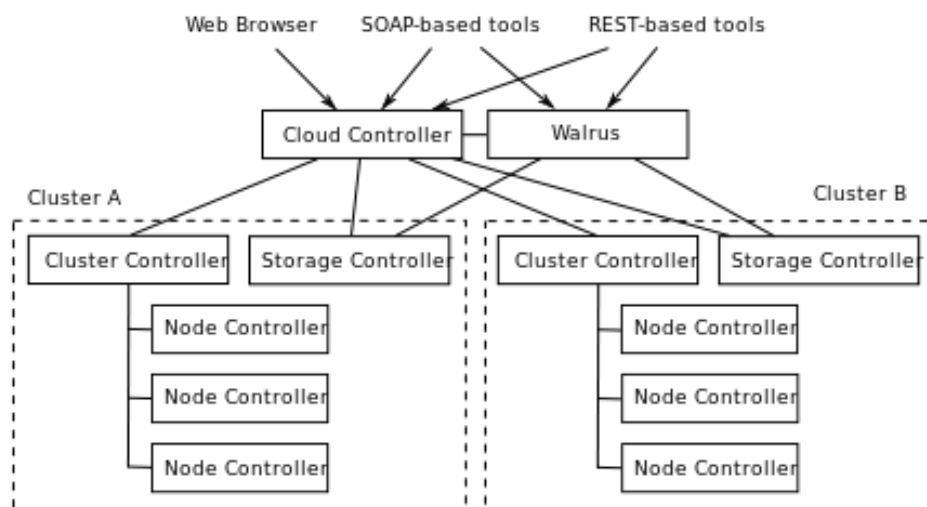 Web Browser
SOAP-based tools
REST-based tools
Cloud Controller
Walrus
Cluster A
Cluster B
Cluster Controller
Storage Controller
Cluster Controller
Storage Controller
Node Controller
Node Controller
Node Controller
Node Controller
Node Controller
Node Controller